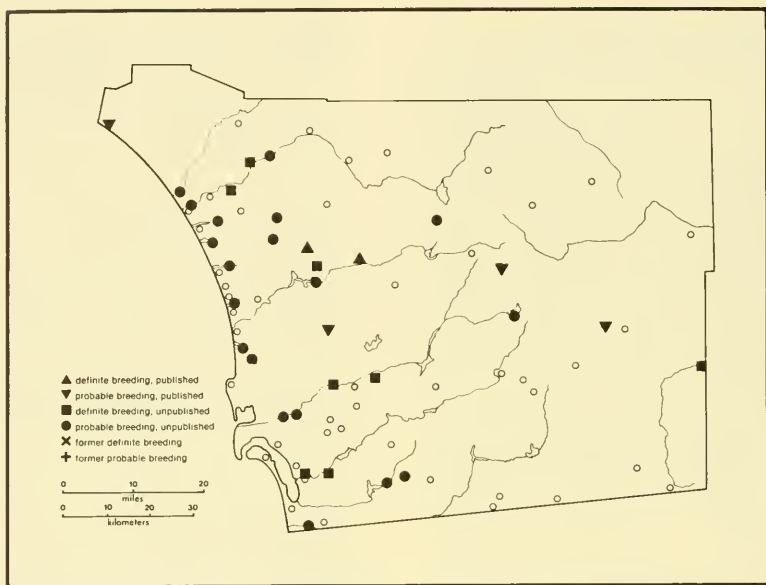 ▲ definite breeding, published
▼ probable breeding, published
■ definite breeding, unpublished
● probable breeding, unpublished
✕ former definite breeding
+ former probable breeding
0 20
miles
0 10 20 30
kilometers